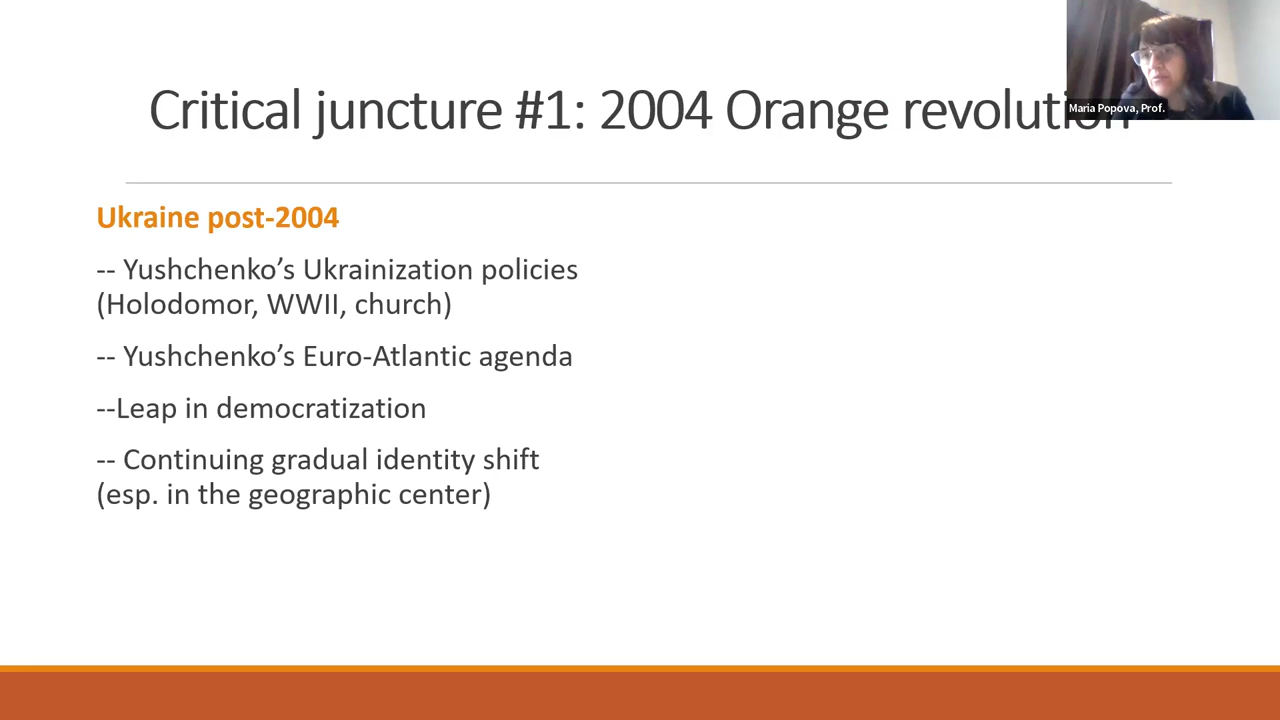 Critical juncture #1: 2004 Orange revolution
Maria Popova, Prof.
Ukraine post-2004
-- Yushchenko’s Ukrainization policies
(Holodomor, WWII, church)
-- Yushchenko’s Euro-Atlantic agenda
--Leap in democratization
-- Continuing gradual identity shift
(esp. in the geographic center)